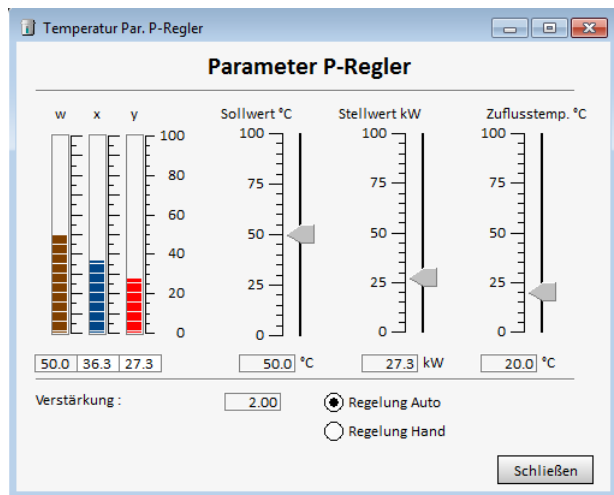 Temperatur Par. P-Regler
Parameter P-Regler
w x y Sollwert °C Stellwert kW Zuflusstemp. °C
100 100 100 100
80 75 75 75
60
50 50 50
40
25 25 25
20
0 0 0 0
50.0 36.3 27.3 50.0 °C 27.3 kW 20.0 °C
Verstärkung : 2.00 Regelung Auto
Regelung Hand
Schließen